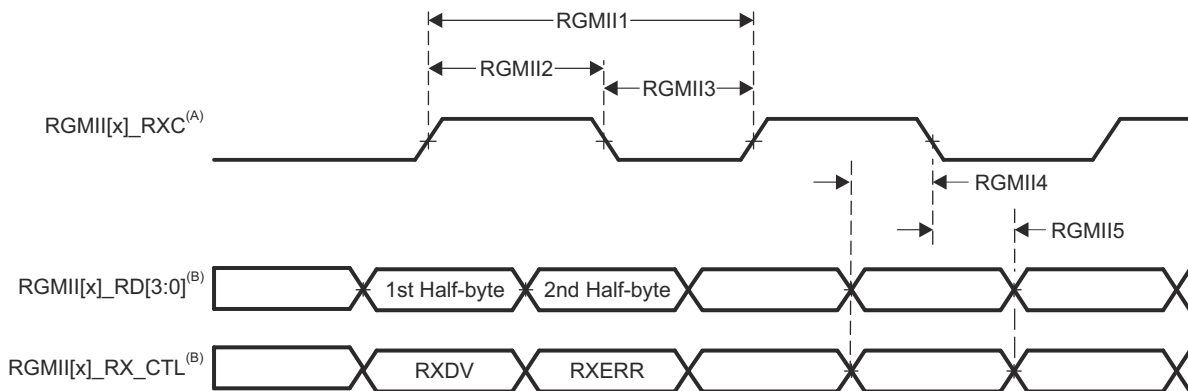 RGMII1
RGMII2
RGMII3
RGMII[x]_RXC(A)
RGMII4
RGMII5
RGMII[x]_RD[3:0](B)
1st Half-byte
2nd Half-byte
RGMII[x]_RX_CTL(B)
RXDV
RXERR